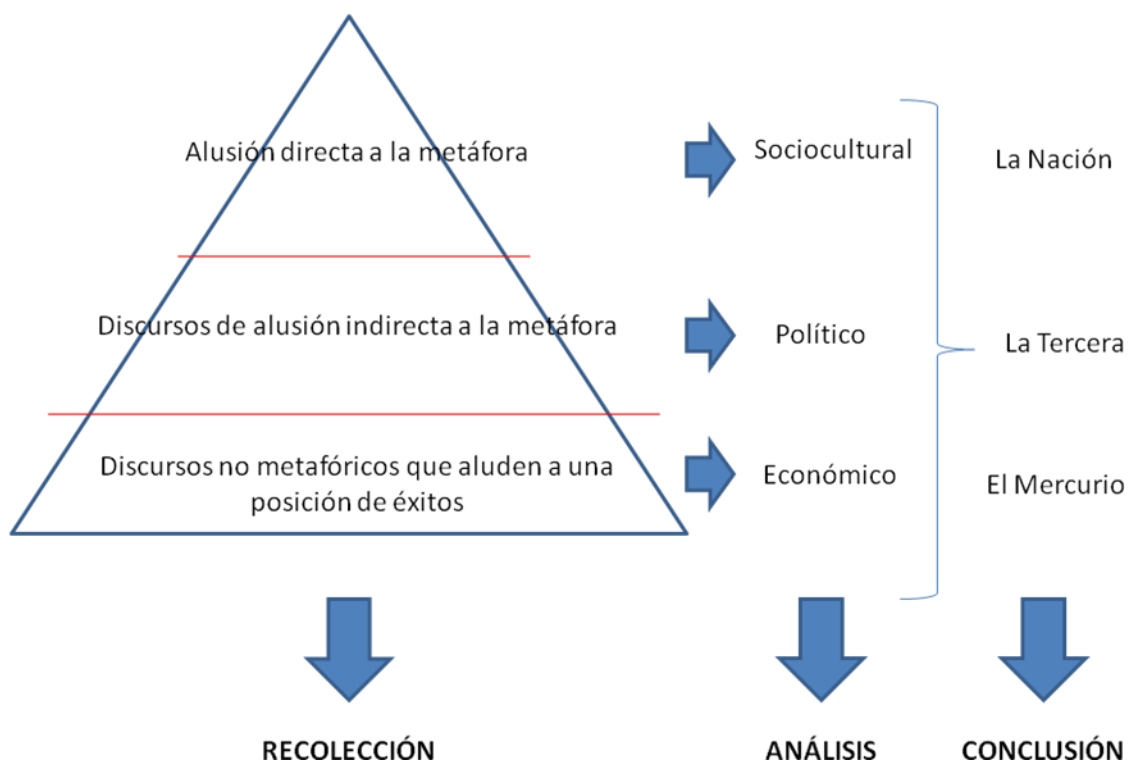 Alusión directa a la metáfora
Sociocultural
La Nación
Discursos de alusión indirecta a la metáfora
Político
La Tercera
Discursos no metafóricos que aluden a una
posición de éxitos
Económico
El Mercurio
RECOLECCIÓN
ANÁLISIS
CONCLUSIÓN